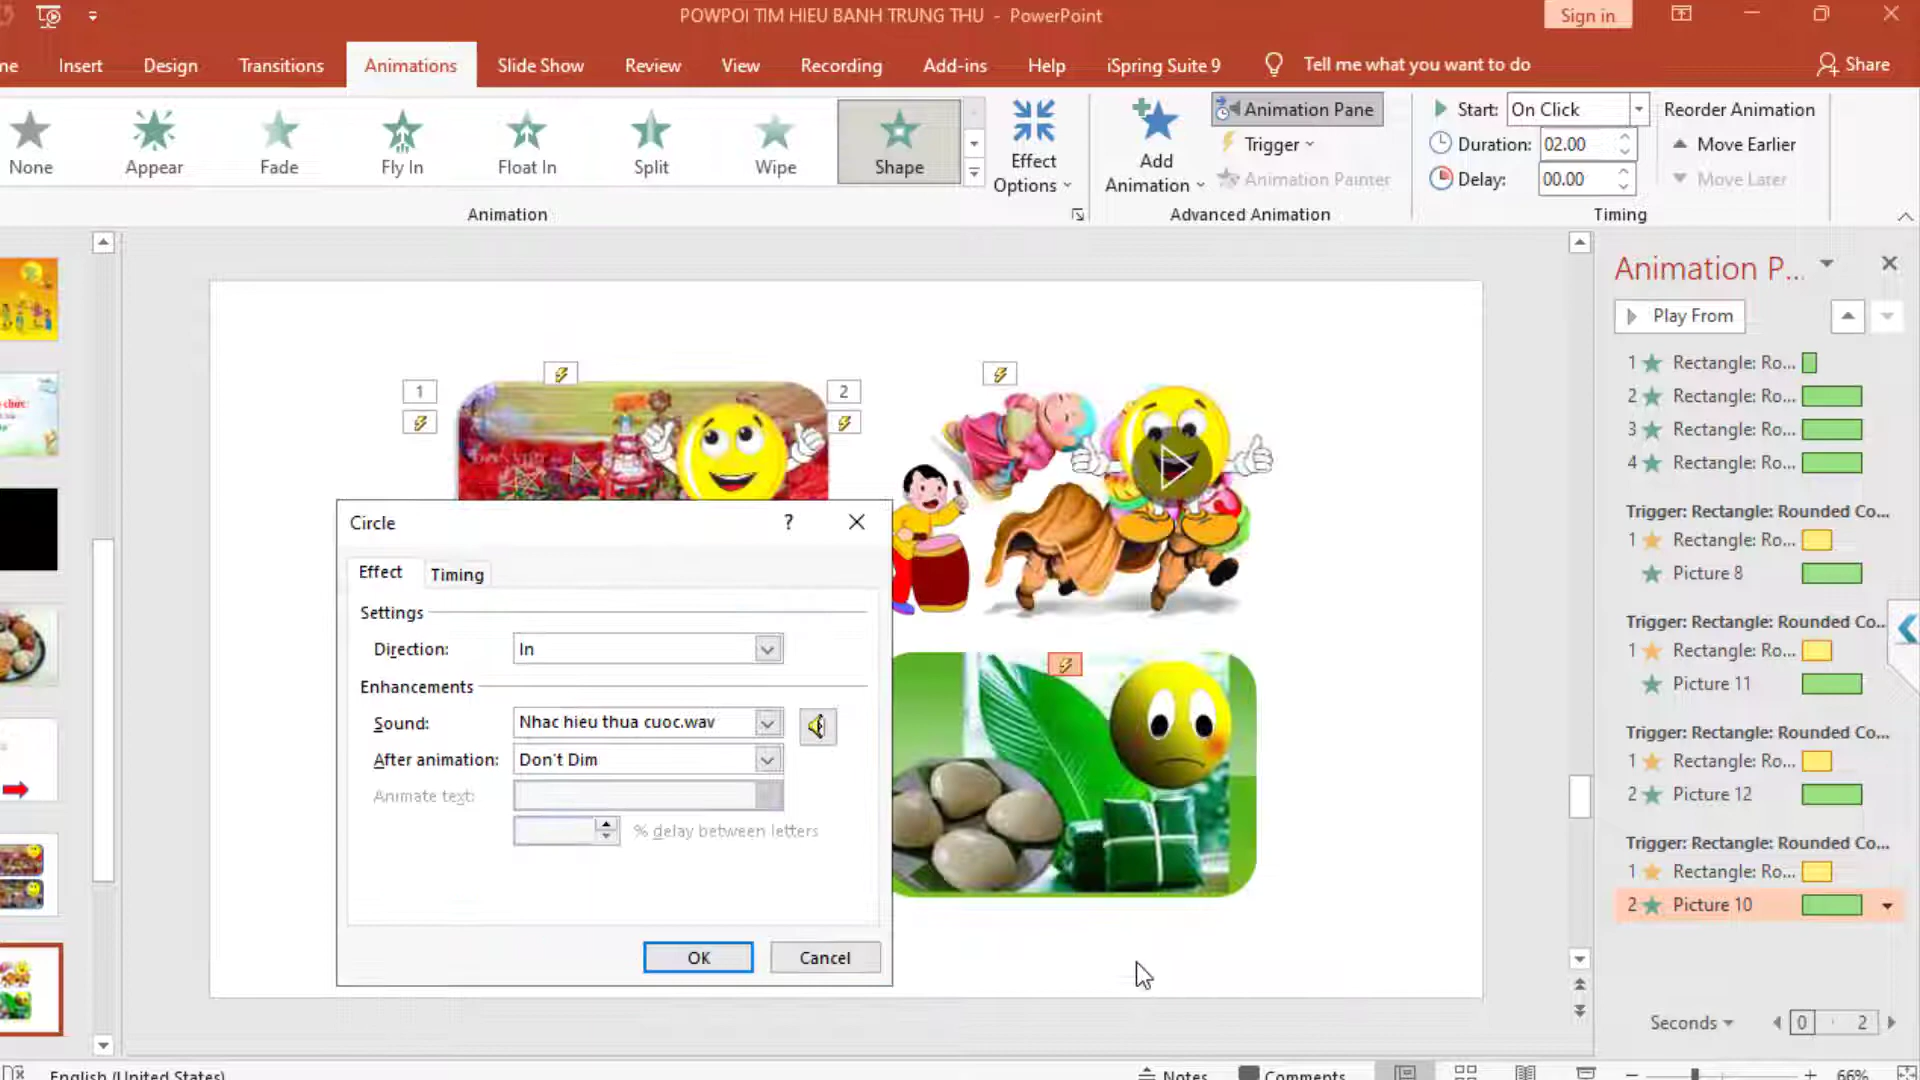 POWPOI TIM HIEU BANH TRUNG THU - PowerPoint
Sign in
Insert
Design
Transitions
Animations
Slide Show
Review
View
Recording
Add-ins
Help
iSpring Suite 9
Tell me what you want to do
Share
None
Appear
Fade
Fly In
Float In
Split
Wipe
Shape
Effect
Options
Add
Animation
Animation Pane
Trigger
Animation Painter
Start: On Click
Duration: 02.00
Delay: 00.00
Reorder Animation
Move Earlier
Move Later
Animation
Advanced Animation
Timing
1
2
Circle
?
Effect
Timing
Settings
Direction: In
Enhancements
Sound: Nhac hieu thua cuoc.wav
After animation: Don't Dim
Animate text:
% delay between letters
OK
Cancel
Animation P...
Play From
1 Rectangle: Ro...
2 Rectangle: Ro...
3 Rectangle: Ro...
4 Rectangle: Ro...
Trigger: Rectangle: Rounded Co...
1 Rectangle: Ro...
Picture 8
Trigger: Rectangle: Rounded Co...
1 Rectangle: Ro...
Picture 11
Trigger: Rectangle: Rounded Co...
1 Rectangle: Ro...
2 Picture 12
Trigger: Rectangle: Rounded Co...
1 Rectangle: Ro...
2 Picture 10
Seconds
0
2
English (United States)
Notes
Comments
66%